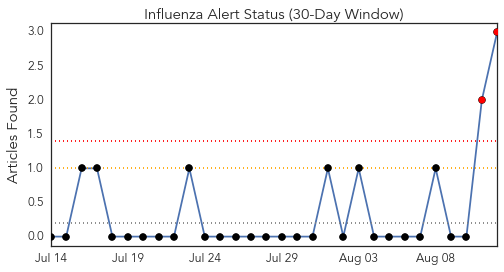 Influenza Alert Status (30-Day Window)
Articles Found
3.0
2.5
2.0
1.5
1.0
0.5
0.0
Jul 14 Jul 19 Jul 24 Jul 29 Aug 03 Aug 08